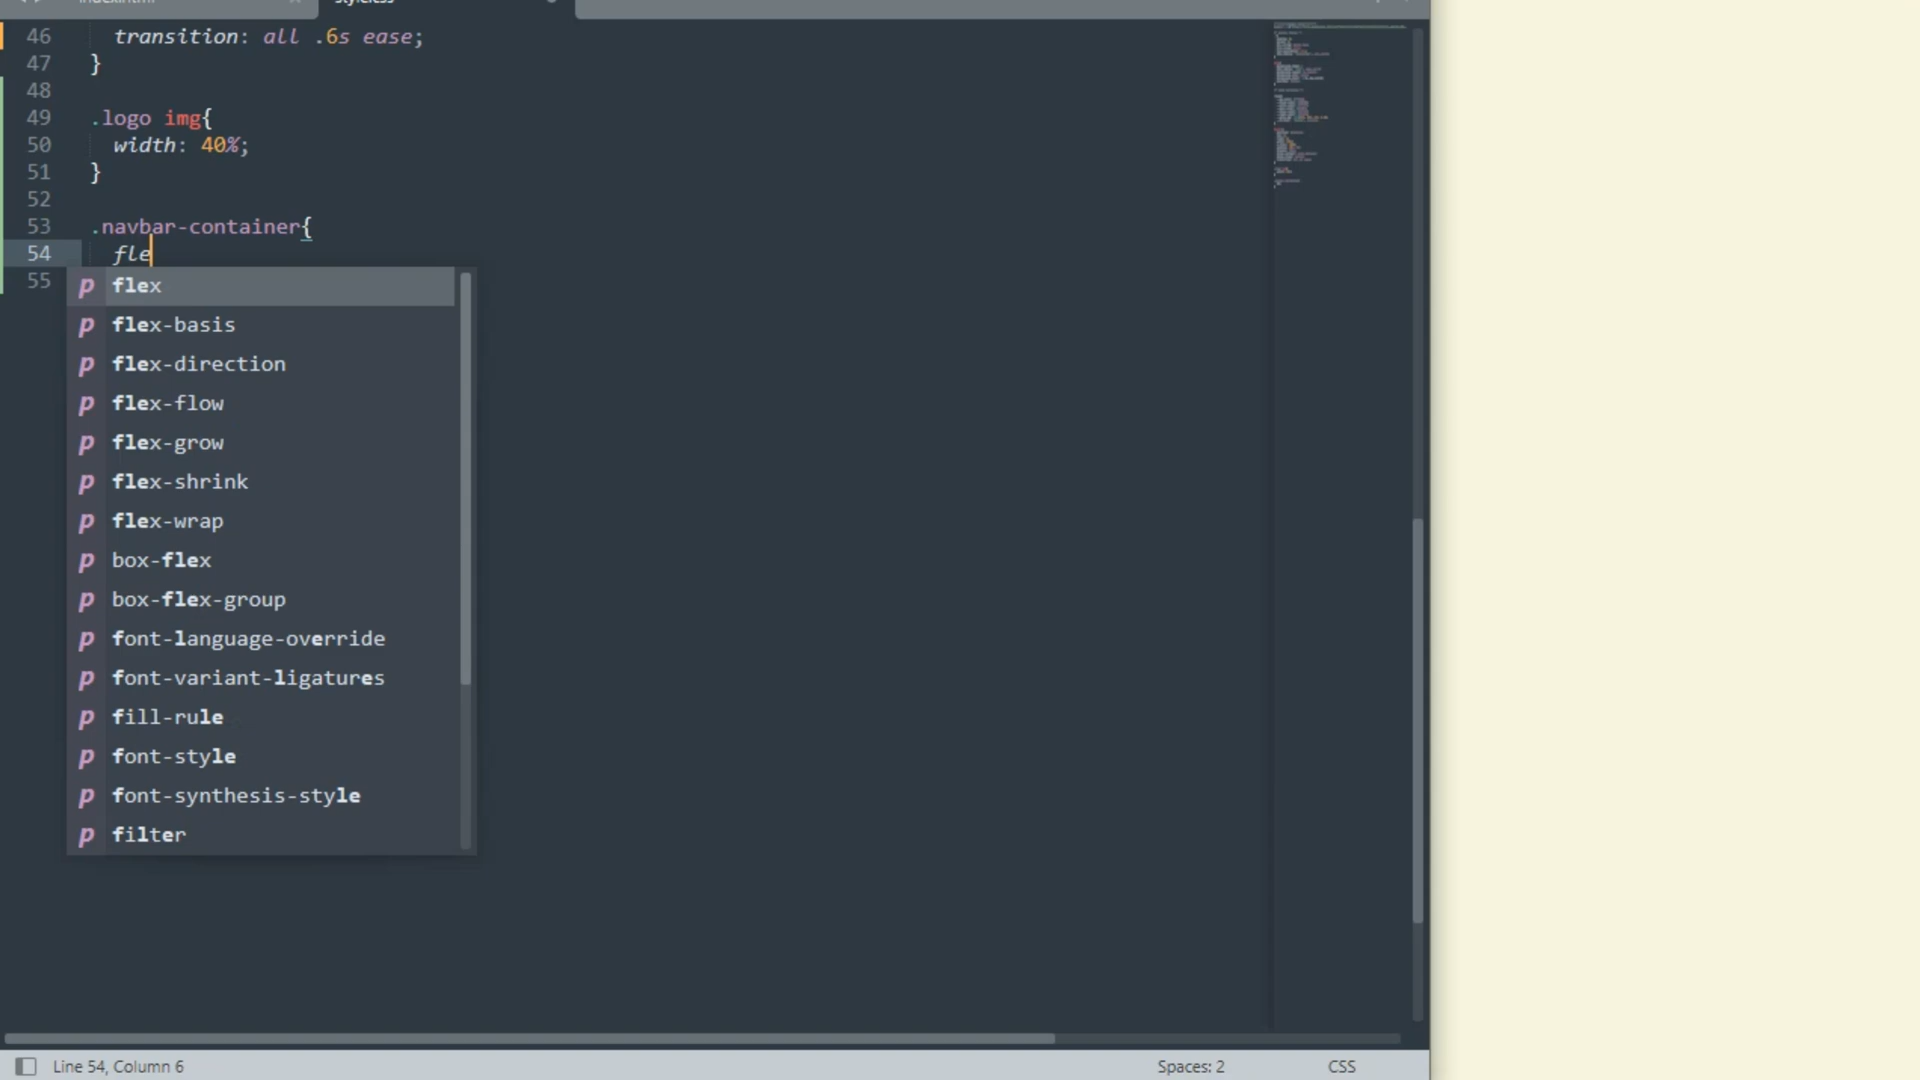 46 transition: all .6s ease;
47 }
48
49 .logo img{
50 width: 40%;
51 }
52
53 .navbar-container{
54 fle
55
p flex
p flex-basis
p flex-direction
p flex-flow
p flex-grow
p flex-shrink
p flex-wrap
p box-flex
p box-flex-group
p font-language-override
p font-variant-ligatures
p fill-rule
p font-style
p font-synthesis-style
p filter
Line 54, Column 6
Spaces: 2
CSS